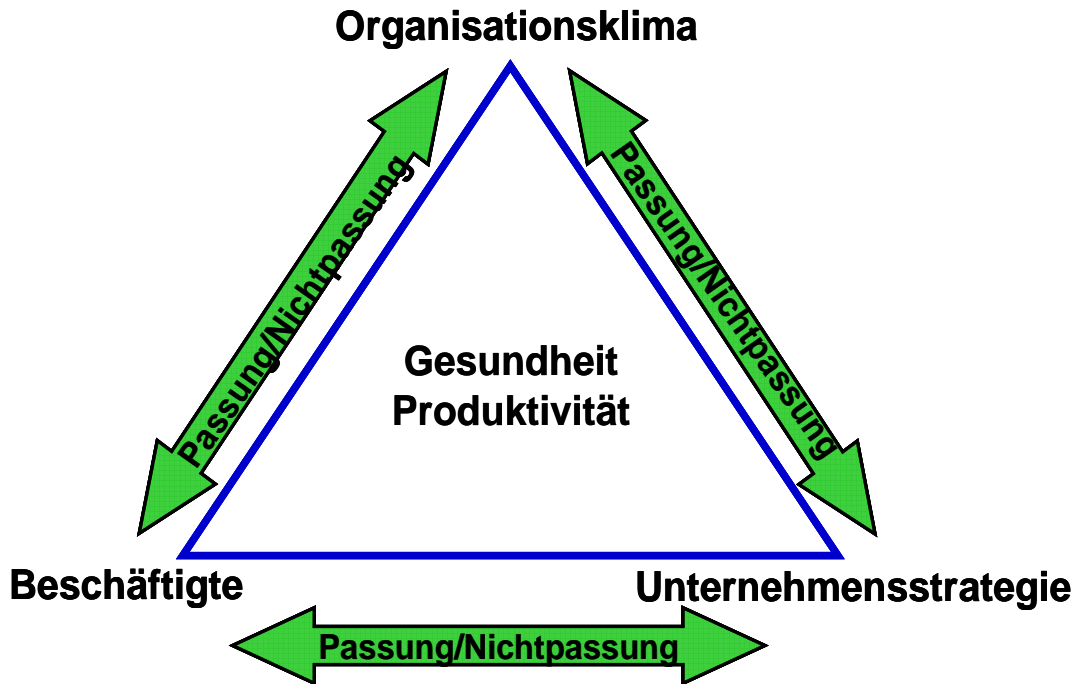 Organisationsklima
Passung/Nichtpassung
Passung/Nichtpassung
Gesundheit
Produktivität
Beschäftigte
Unternehmensstrategie
Passung/Nichtpassung